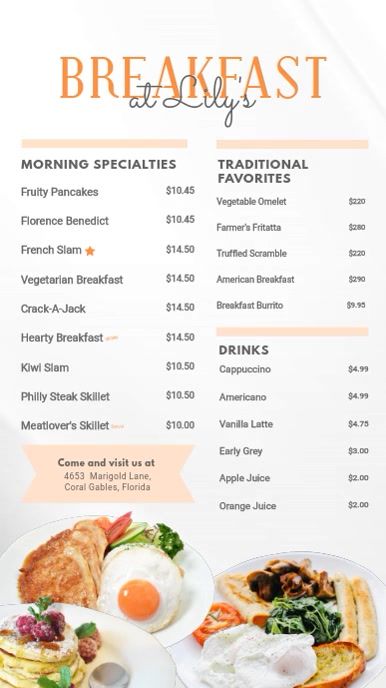 BREAKFAST
at Lily's
MORNING SPECIALTIES
Fruity Pancakes $10.45
Florence Benedict $10.45
French Slam $14.50
Vegetarian Breakfast $14.50
Crack-A-Jack $14.50
Hearty Breakfast $14.50
Kiwi Slam $10.50
Philly Steak Skillet $10.50
Meatlover's Skillet $10.00
Come and visit us at
4653 Marigold Lane,
Coral Gables, Florida
TRADITIONAL
FAVORITES
Vegetable Omelet $220
Farmer's Fritatta $280
Truffled Scramble $220
American Breakfast $290
Breakfast Burrito $9.95
DRINKS
Cappuccino $4.99
Americano $4.99
Vanilla Latte $4.75
Early Grey $3.00
Apple Juice $2.00
Orange Juice $2.00